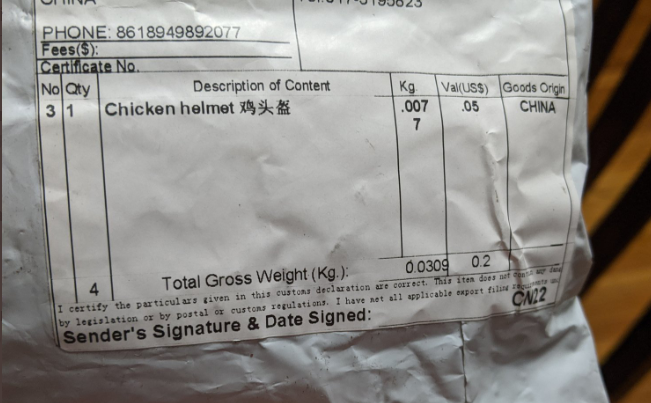 PHONE: 8618949892077
Fees($):
Certificate No.
No Qty Description of Content Kg. Val(US$) Goods Origin
3 1 Chicken helmet 鸡头盔 .007 .05 CHINA
7
4 Total Gross Weight (Kg.): 0.0309 0.2
I certify the particulars given in this customs declaration are correct. This item does not
by legislation or by postal or customs regulations. I have met all applicable export filing
CN22
Sender's Signature & Date Signed: